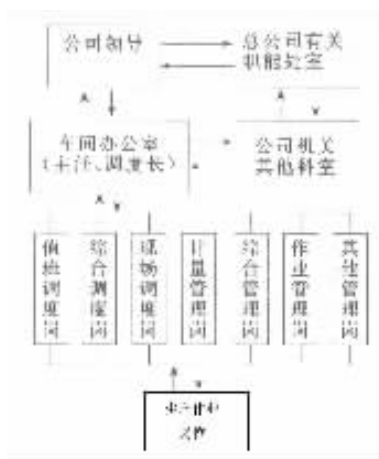 公司领导
总公司有关
职能处室
车间办公室
(主任、调度长)
公司机关
其他科室
值班调度岗
综合调度岗
现场调度岗
计量管理岗
综合管理岗
作业管理岗
其他管理岗